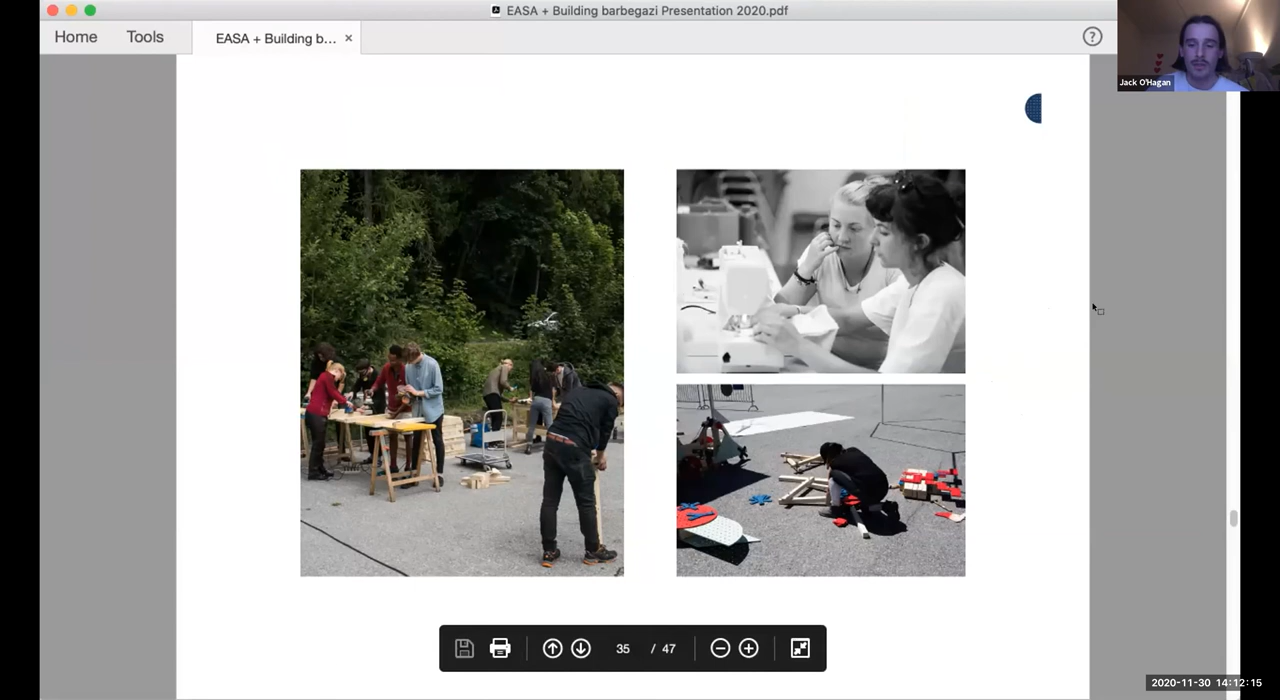 EASA + Building barbegazi Presentation 2020.pdf
Home
Tools
EASA + Building b... ×
?
Jack O'Hagan
35 / 47
2020-11-30 14:12:15